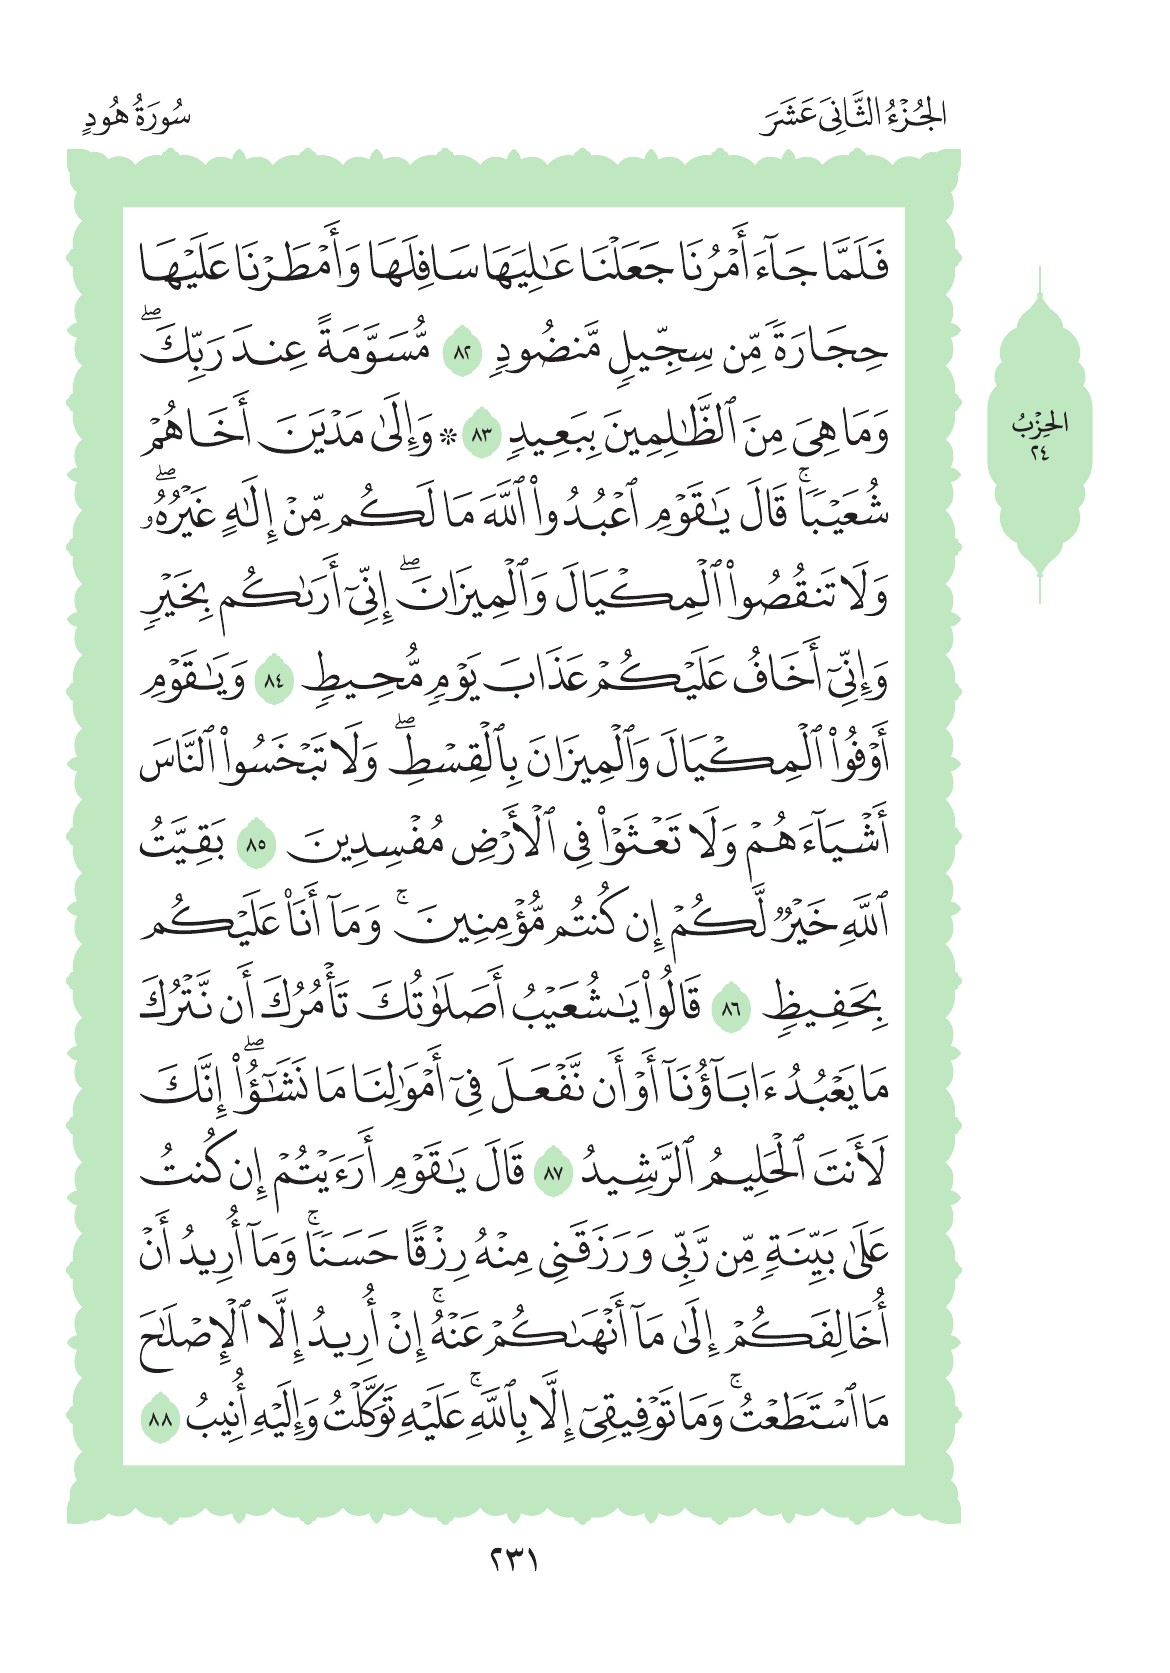 الجُزْءُ الثَّانِيَ عَشَرَ
سُورَةُ هُودٍ
فَلَمَّا جَآءَ أَمْرُنَا جَعَلْنَا عَٰلِيَهَا سَافِلَهَا وَأَمْطَرْنَا عَلَيْهَا
حِجَارَةً مِّن سِجِّيلٍ مَّنضُودٍ ٨٢ مُّسَوَّمَةً عِندَ رَبِّكَۖ
وَمَا هِيَ مِنَ ٱلظَّٰلِمِينَ بِبَعِيدٍ ٨٣ ۞ وَإِلَىٰ مَدْيَنَ أَخَاهُمْ
شُعَيْبًاۚ قَالَ يَٰقَوْمِ ٱعْبُدُوا۟ ٱللَّهَ مَا لَكُم مِّنْ إِلَٰهٍ غَيْرُهُۥۖ
وَلَا تَنقُصُوا۟ ٱلْمِكْيَالَ وَٱلْمِيزَانَۖ إِنِّيٓ أَرَىٰكُم بِخَيْرٍ
وَإِنِّيٓ أَخَافُ عَلَيْكُمْ عَذَابَ يَوْمٍ مُّحِيطٍ ٨٤ وَيَٰقَوْمِ
أَوْفُوا۟ ٱلْمِكْيَالَ وَٱلْمِيزَانَ بِٱلْقِسْطِۖ وَلَا تَبْخَسُوا۟ ٱلنَّاسَ
أَشْيَآءَهُمْ وَلَا تَعْثَوْا۟ فِي ٱلْأَرْضِ مُفْسِدِينَ ٨٥ بَقِيَّتُ
ٱللَّهِ خَيْرٌ لَّكُمْ إِن كُنتُم مُّؤْمِنِينَۚ وَمَآ أَنَا۠ عَلَيْكُم
بِحَفِيظٍ ٨٦ قَالُوا۟ يَٰشُعَيْبُ أَصَلَوٰتُكَ تَأْمُرُكَ أَن نَّتْرُكَ
مَا يَعْبُدُ ءَابَآؤُنَآ أَوْ أَن نَّفْعَلَ فِيٓ أَمْوَٰلِنَا مَا نَشَٰٓؤُا۟ۖ إِنَّكَ
لَأَنتَ ٱلْحَلِيمُ ٱلرَّشِيدُ ٨٧ قَالَ يَٰقَوْمِ أَرَءَيْتُمْ إِن كُنتُ
عَلَىٰ بَيِّنَةٍ مِّن رَّبِّي وَرَزَقَنِي مِنْهُ رِزْقًا حَسَنًاۚ وَمَآ أُرِيدُ أَنْ
أُخَالِفَكُمْ إِلَىٰ مَآ أَنْهَىٰكُمْ عَنْهُۚ إِنْ أُرِيدُ إِلَّا ٱلْإِصْلَٰحَ
مَا ٱسْتَطَعْتُۚ وَمَا تَوْفِيقِيٓ إِلَّا بِٱللَّهِۚ عَلَيْهِ تَوَكَّلْتُ وَإِلَيْهِ أُنِيبُ ٨٨
الحِزْبُ
٢٤
٢٣١